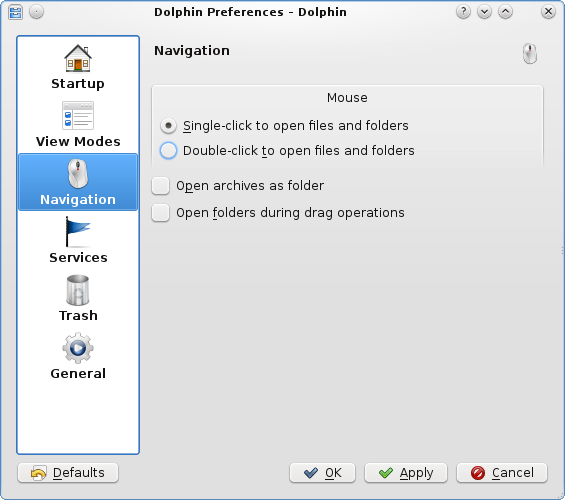 Dolphin Preferences – Dolphin
Startup
View Modes
Navigation
Services
Trash
General
Navigation
Mouse
Single-click to open files and folders
Double-click to open files and folders
Open archives as folder
Open folders during drag operations
Defaults
OK
Apply
Cancel